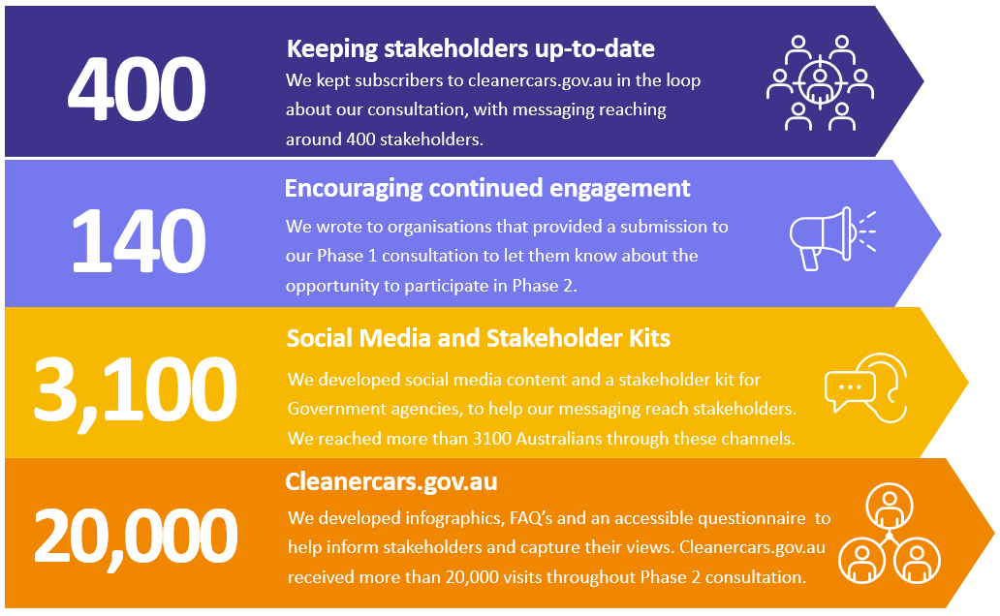 400
Keeping stakeholders up-to-date
We kept subscribers to cleanercars.gov.au in the loop
about our consultation, with messaging reaching
around 400 stakeholders.
140
Encouraging continued engagement
We wrote to organisations that provided a submission to
our Phase 1 consultation to let them know about the
opportunity to participate in Phase 2.
3,100
Social Media and Stakeholder Kits
We developed social media content and a stakeholder kit for
Government agencies, to help our messaging reach stakeholders.
We reached more than 3100 Australians through these channels.
20,000
Cleanercars.gov.au
We developed infographics, FAQ's and an accessible questionnaire  to
help inform stakeholders and capture their views. Cleanercars.gov.au
received more than 20,000 visits throughout Phase 2 consultation.